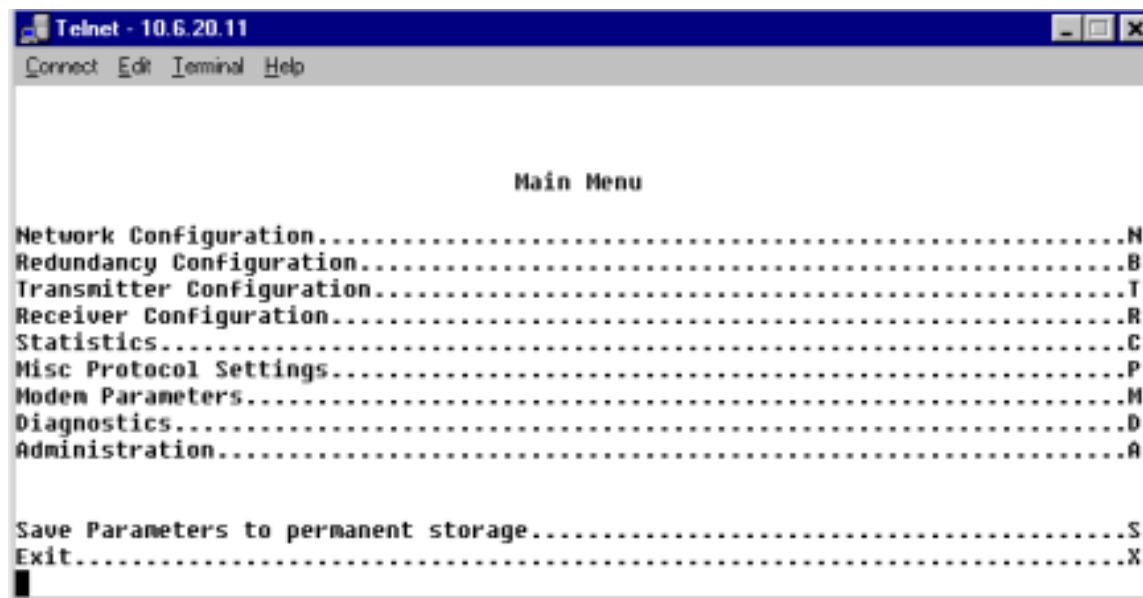 Telnet - 10.6.20.11
Connect Edit Terminal Help
Main Menu
Network Configuration.........................................................N
Redundancy Configuration......................................................B
Transmitter Configuration.....................................................T
Receiver Configuration........................................................R
Statistics....................................................................C
Misc Protocol Settings........................................................P
Modem Parameters..............................................................M
Diagnostics...................................................................D
Administration................................................................A
Save Parameters to permanent storage..........................................S
Exit..........................................................................X